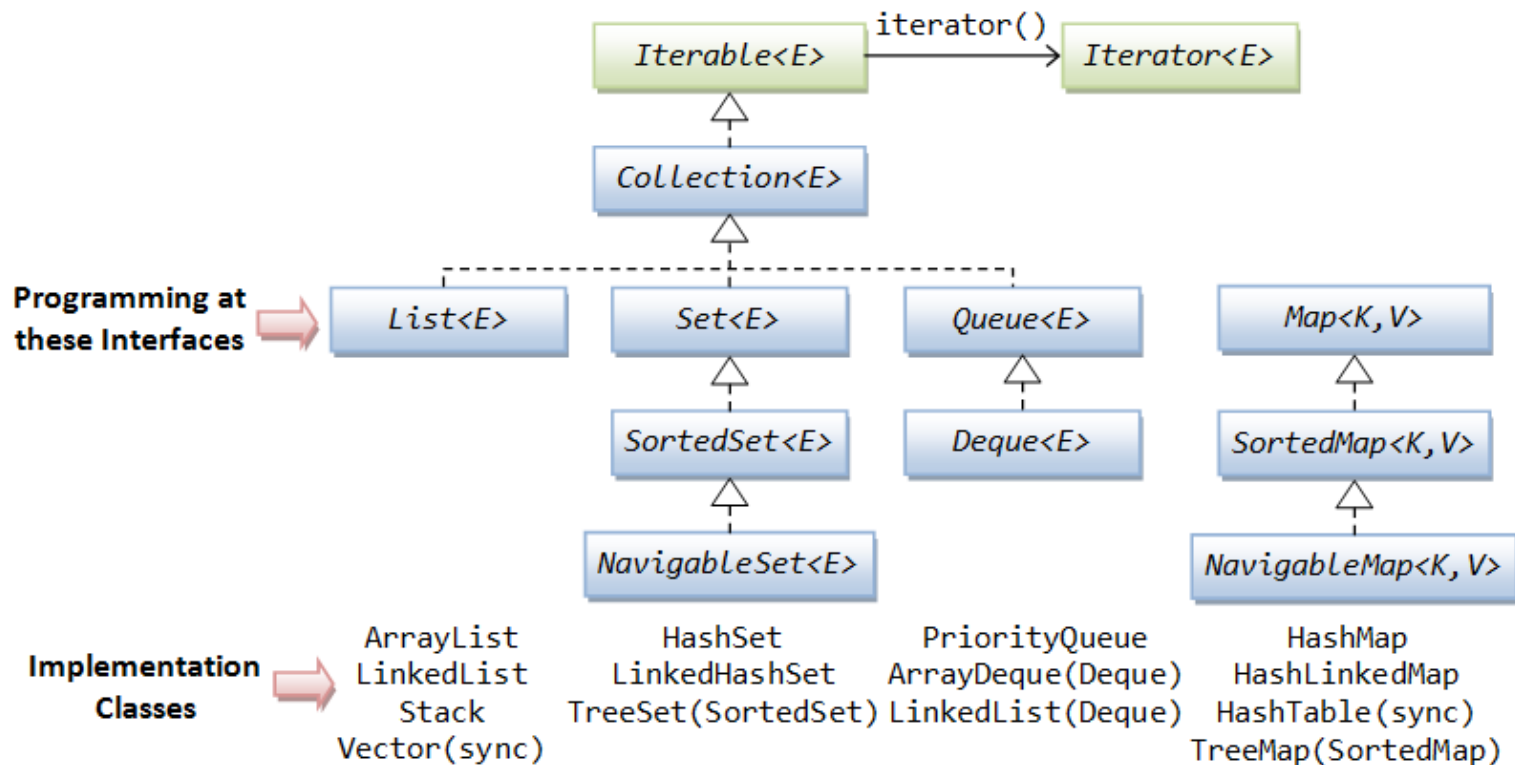 iterator()
Iterable<E>
Iterator<E>
Collection<E>
Programming at
these Interfaces
List<E>
Set<E>
Queue<E>
Map<K,V>
SortedSet<E>
Deque<E>
SortedMap<K,V>
NavigableSet<E>
NavigableMap<K,V>
Implementation
Classes
ArrayList
LinkedList
Stack
Vector(sync)
HashSet
LinkedHashSet
TreeSet(SortedSet)
PriorityQueue
ArrayDeque(Deque)
LinkedList(Deque)
HashMap
HashLinkedMap
HashTable(sync)
TreeMap(SortedMap)